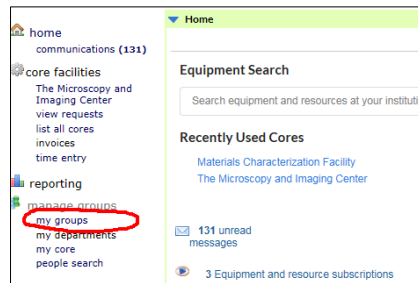 home
communications (131)
core facilities
The Microscopy and
Imaging Center
view requests
list all cores
invoices
time entry
reporting
manage groups
my groups
my departments
my core
people search
Home
Equipment Search
Search equipment and resources at your instituti
Recently Used Cores
Materials Characterization Facility
The Microscopy and Imaging Center
131 unread
messages
3 Equipment and resource subscriptions